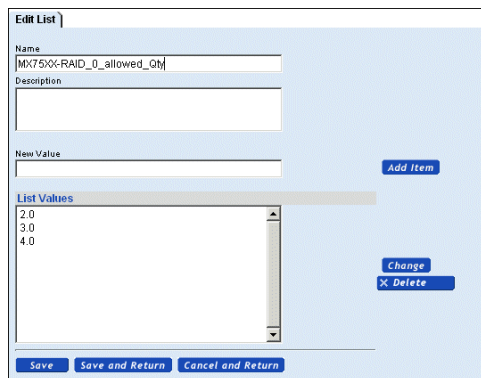 Edit List
Name
MX75XX-RAID_0_allowed_Qty
Description
New Value
Add Item
List Values
2.0
3.0
4.0
Change
X Delete
Save
Save and Return
Cancel and Return